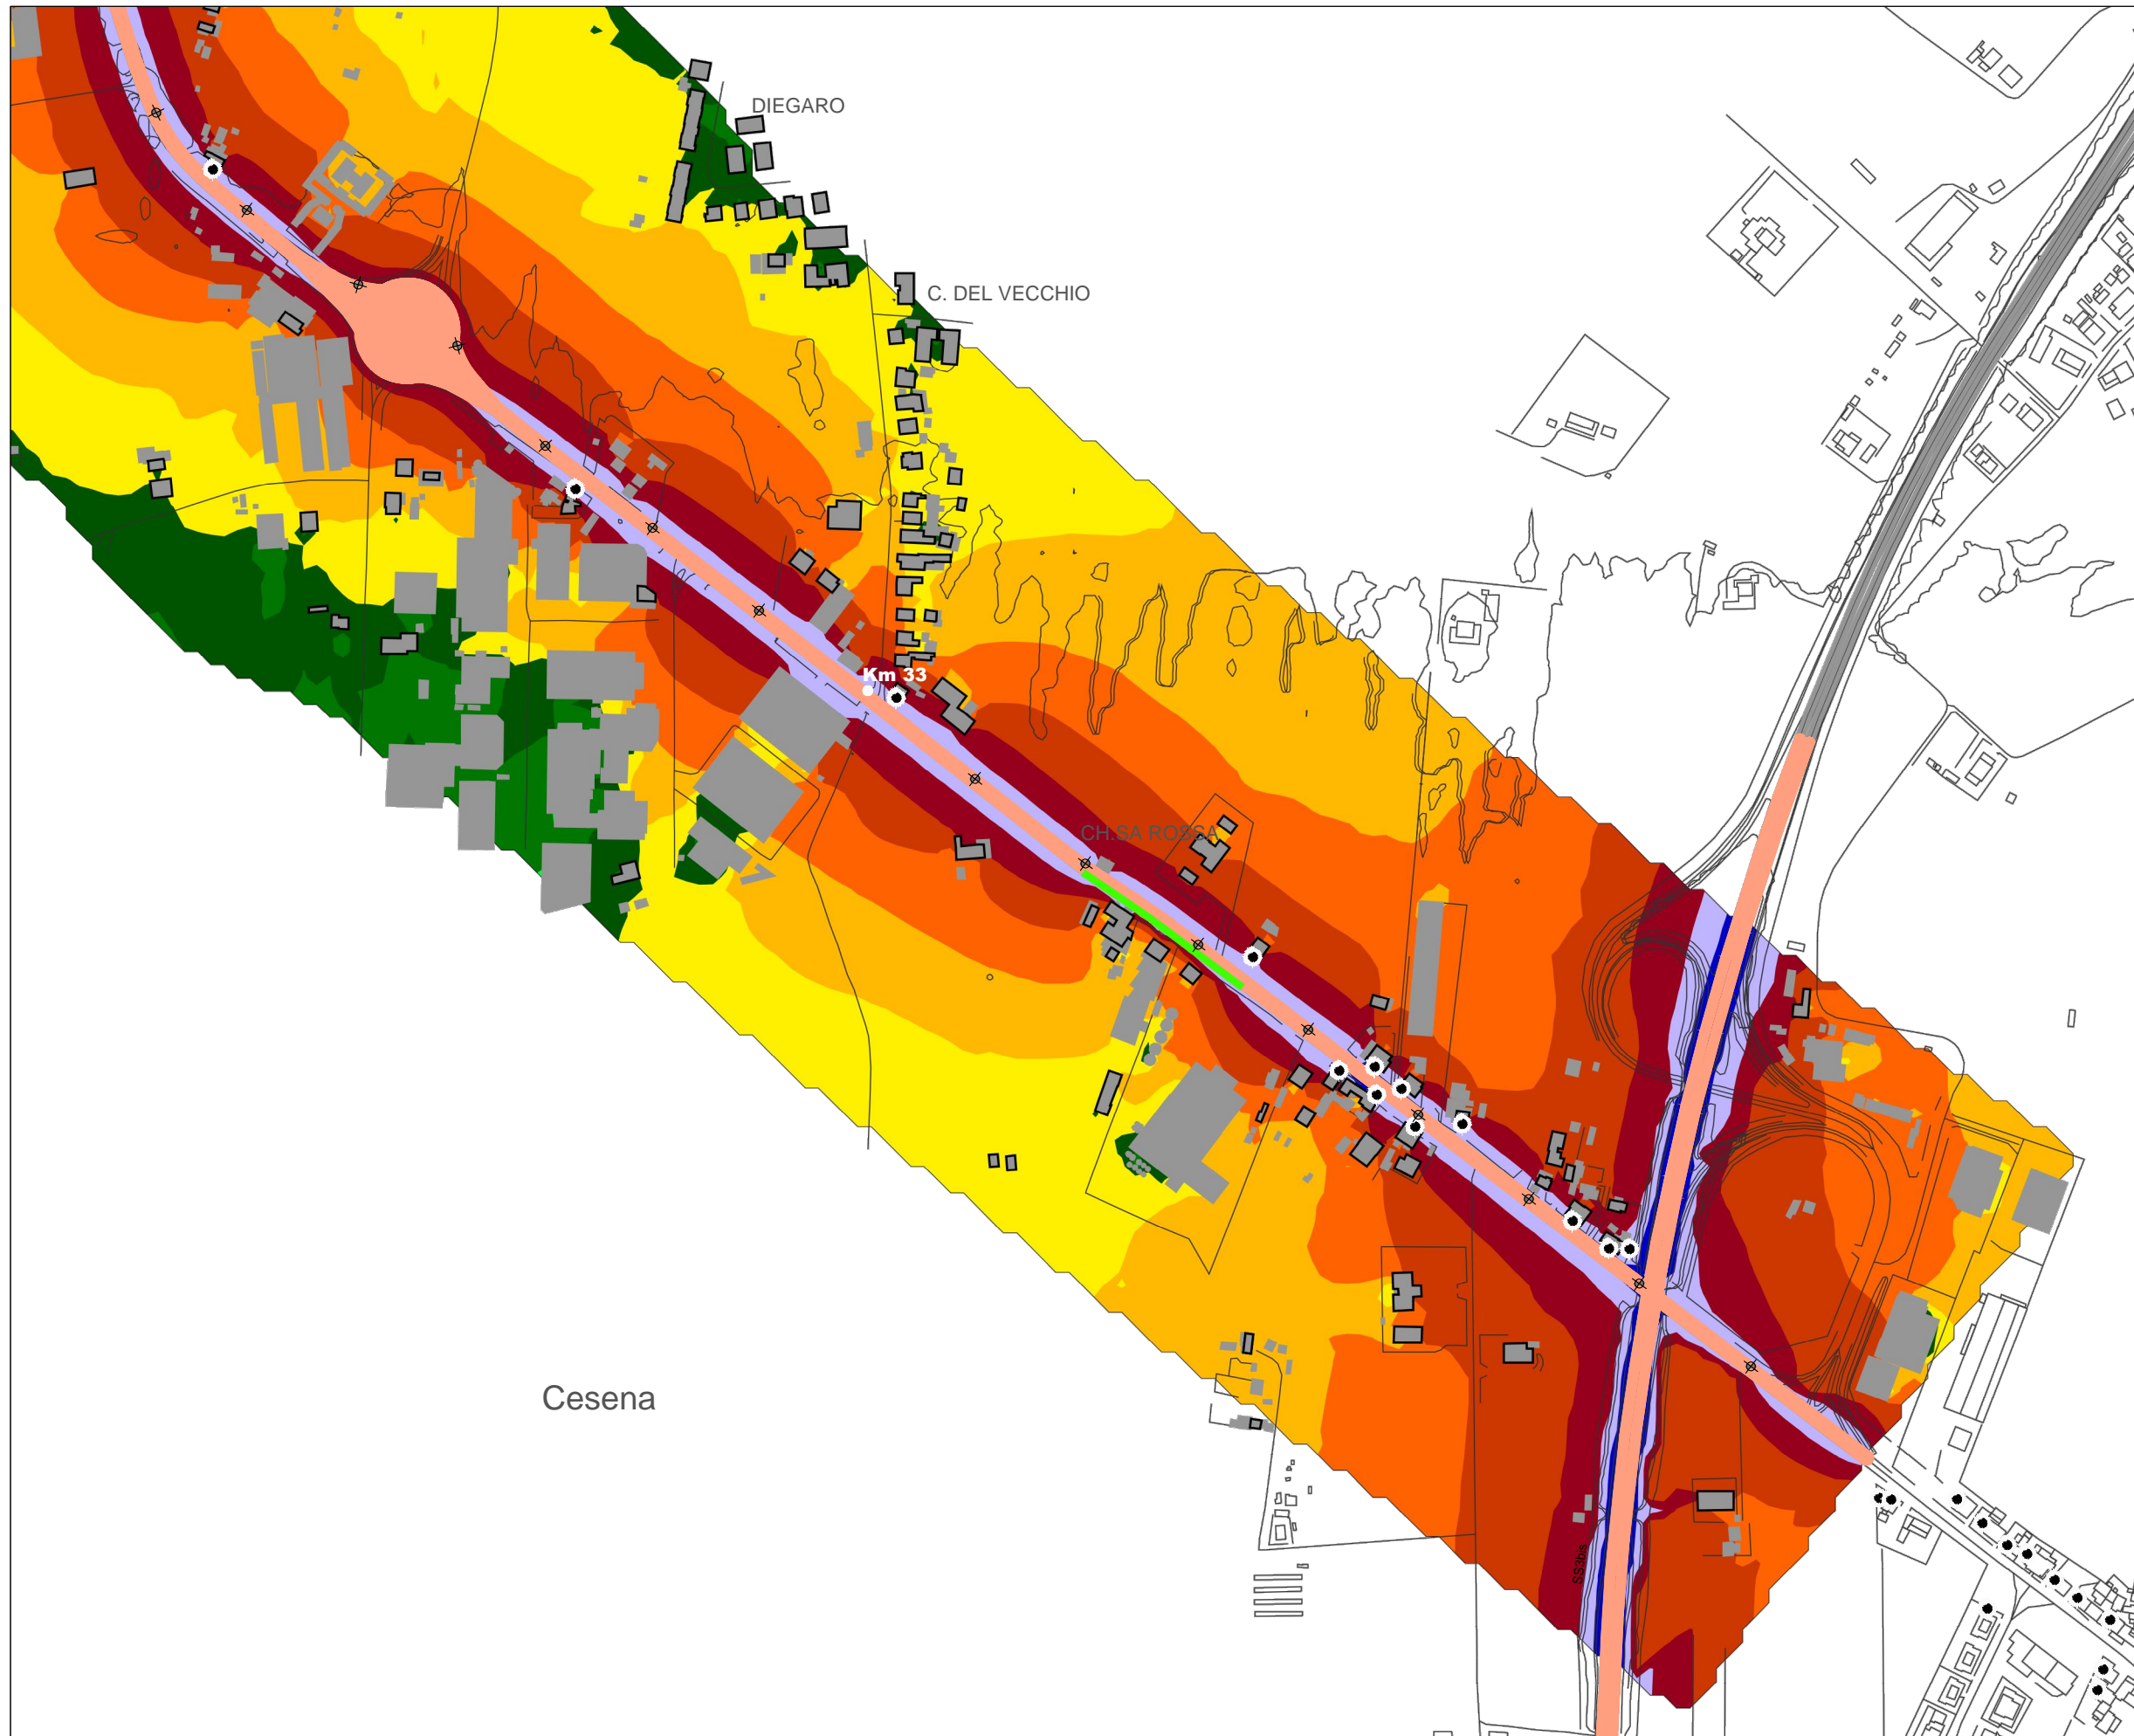 DIEGARO
C. DEL VECCHIO
Km 33
CH.SA ROSSA
Cesena
SS3bis